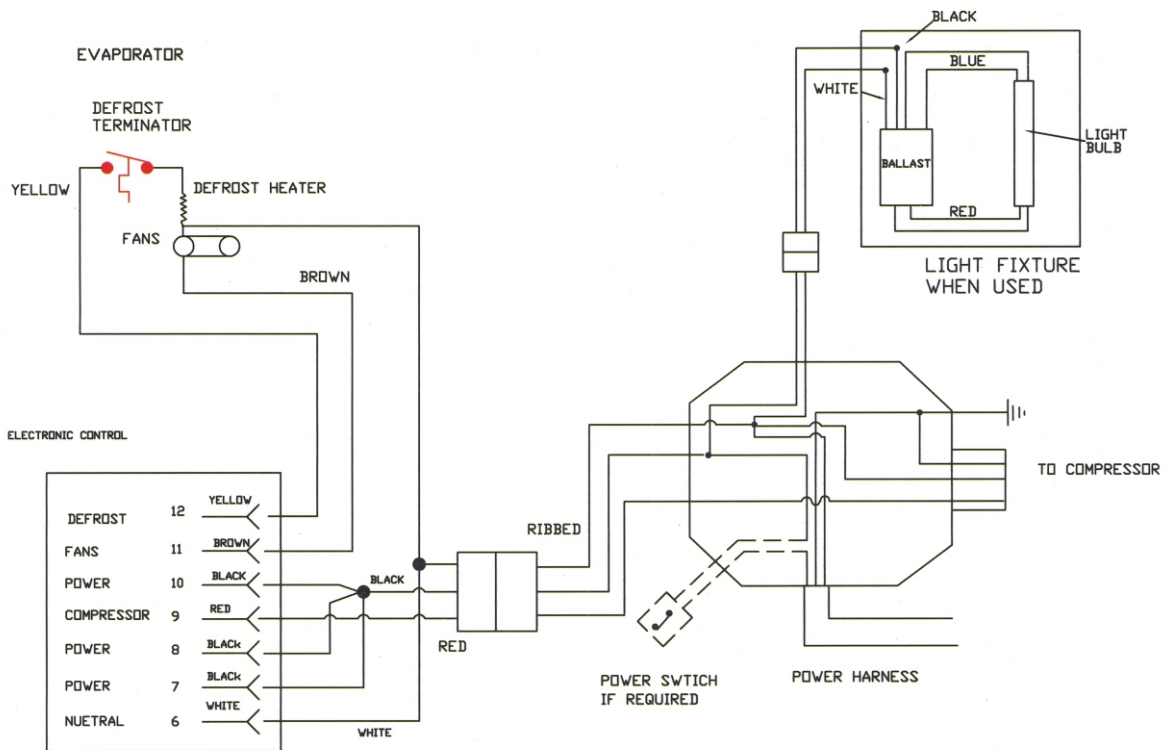 BLACK
EVAPORATOR
BLUE
WHITE
DEFROST
TERMINATOR
LIGHT
BULB
BALLAST
YELLOW
DEFROST HEATER
RED
FANS
LIGHT FIXTURE
WHEN USED
BROWN
ELECTRONIC CONTROL
TO COMPRESSOR
DEFROST 12 YELLOW
RIBBED
FANS 11 BROWN
POWER 10 BLACK
BLACK
COMPRESSOR 9 RED
POWER 8 BLACK
RED
POWER 7 BLACK
POWER SWTICH
IF REQUIRED
POWER HARNESS
NUETRAL 6 WHITE
WHITE